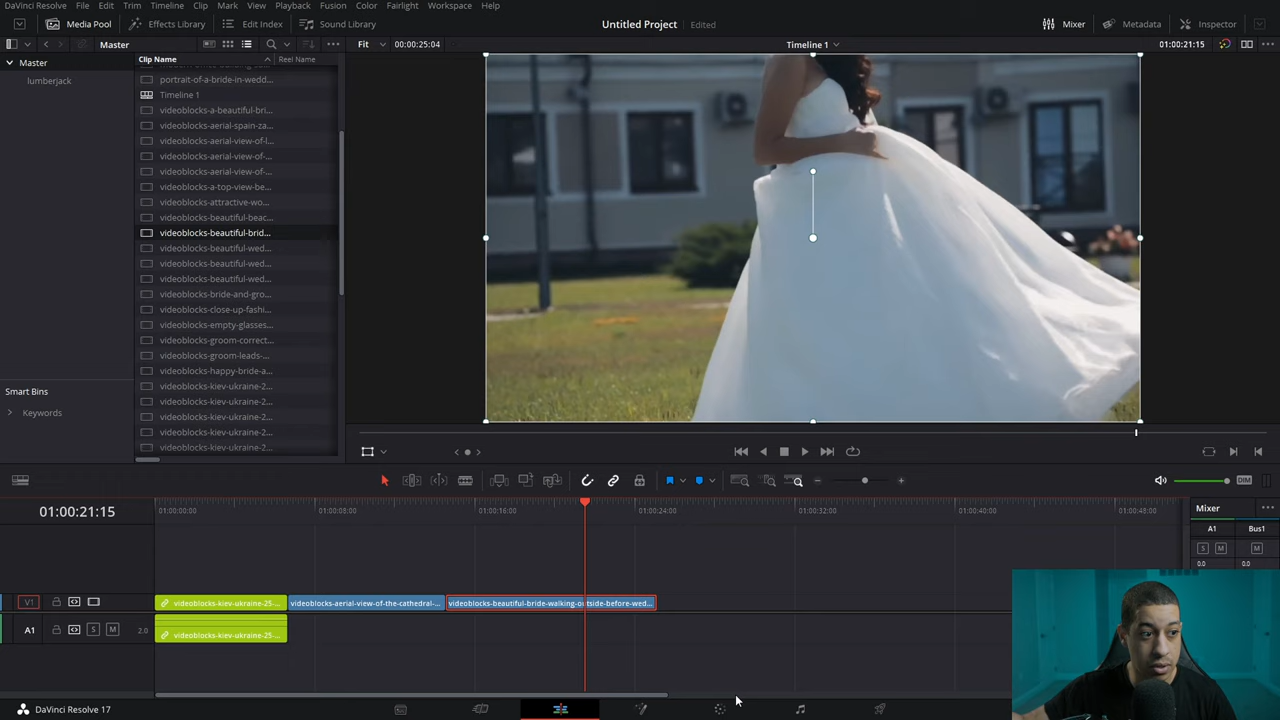 DaVinci Resolve File Edit Trim Timeline Clip Mark View Playback Fusion Color Fairlight Workspace Help
Media Pool Effects Library Edit Index Sound Library Untitled Project Edited Mixer Metadata Inspector
Master Fit 00:00:25:04 Timeline 1 01:00:21:15
Master
lumberjack
Smart Bins
Keywords
Clip Name Reel Name
portrait-of-a-bride-in-wedd...
Timeline 1
videoblocks-a-beautiful-bri...
videoblocks-aerial-spain-za...
videoblocks-aerial-view-of-l...
videoblocks-aerial-view-of-...
videoblocks-aerial-view-of-...
videoblocks-a-top-view-be...
videoblocks-attractive-wo...
videoblocks-beautiful-beac...
videoblocks-beautiful-brid...
videoblocks-beautiful-wed...
videoblocks-beautiful-wed...
videoblocks-beautiful-wed...
videoblocks-bride-and-gro...
videoblocks-close-up-fashi...
videoblocks-empty-glasses...
videoblocks-groom-correct...
videoblocks-groom-leads-...
videoblocks-happy-bride-a...
videoblocks-kiev-ukraine-2...
videoblocks-kiev-ukraine-2...
videoblocks-kiev-ukraine-2...
videoblocks-kiev-ukraine-2...
videoblocks-kiev-ukraine-2...
DIM
01:00:21:15 01:00:00:00 01:00:08:00 01:00:16:00 01:00:24:00 01:00:32:00 01:00:40:00 01:00:48:00
Mixer
A1 Bus1
S M M
0.0 0.0
V1 videoblocks-kiev-ukraine-25-... videoblocks-aerial-view-of-the-cathedral-... videoblocks-beautiful-bride-walking-outside-before-wed...
A1 S M 2.0 videoblocks-kiev-ukraine-25-...
DaVinci Resolve 17